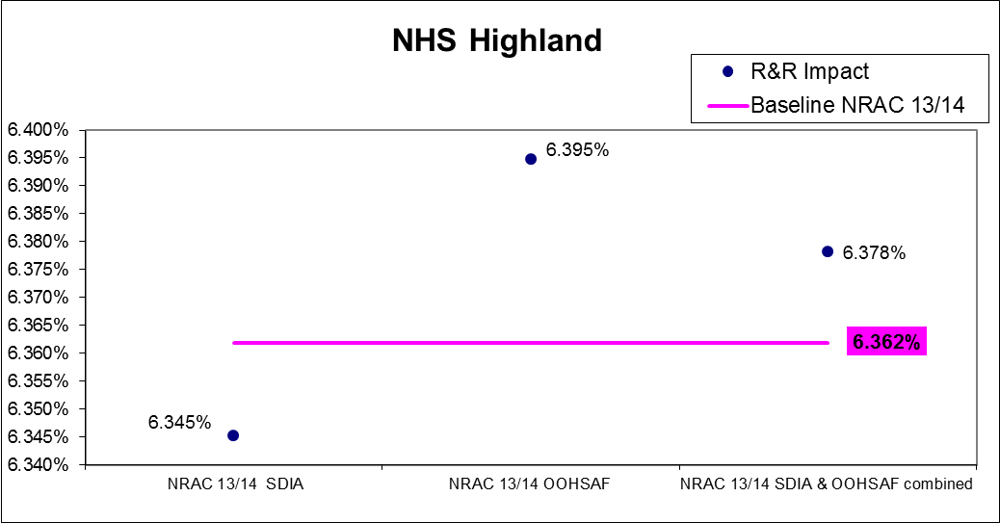 NHS Highland
R&R Impact
Baseline NRAC 13/14
6.400%
6.395%
6.390%
6.385%
6.380%
6.375%
6.370%
6.365%
6.360%
6.355%
6.350%
6.345%
6.340%
6.395%
6.378%
6.362%
6.345%
NRAC 13/14 SDIA
NRAC 13/14 OOHSAF
NRAC 13/14 SDIA & OOHSAF combined